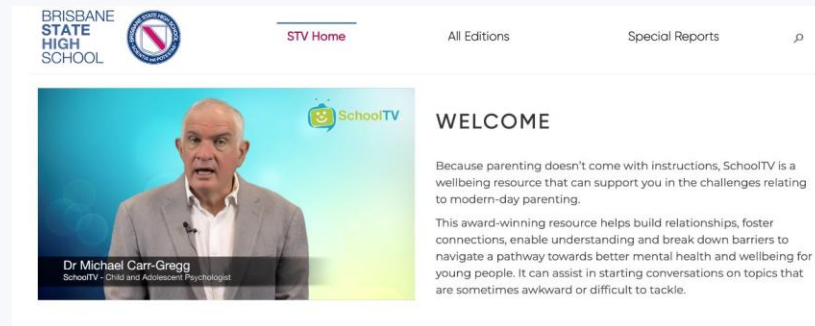 BRISBANE
STATE
HIGH
SCHOOL
STV Home
All Editions
Special Reports
SchoolTV
Dr Michael Carr-Gregg
SchoolTV - Child and Adolescent Psychologist
WELCOME
Because parenting doesn't come with instructions, SchoolTV is a
wellbeing resource that can support you in the challenges relating
to modern-day parenting.
This award-winning resource helps build relationships, foster
connections, enable understanding and break down barriers to
navigate a pathway towards better mental health and wellbeing for
young people. It can assist in starting conversations on topics that
are sometimes awkward or difficult to tackle.